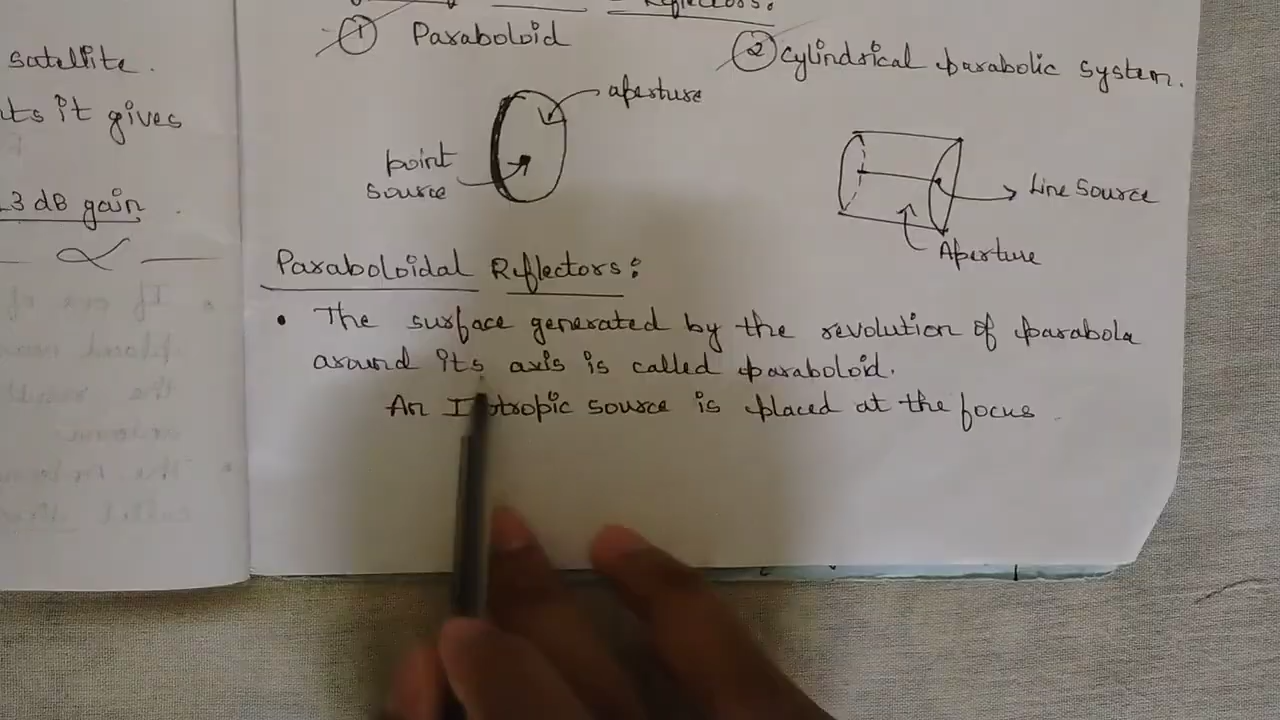 Reflectors:
① Paraboloid
② Cylindrical parabolic system.
aperture
point
source
Line Source
Aperture
satellite.
it gives
3 dB gain
Paraboloidal Reflectors:
• The surface generated by the revolution of parabola
around its axis is called paraboloid.
An source is placed at the focus